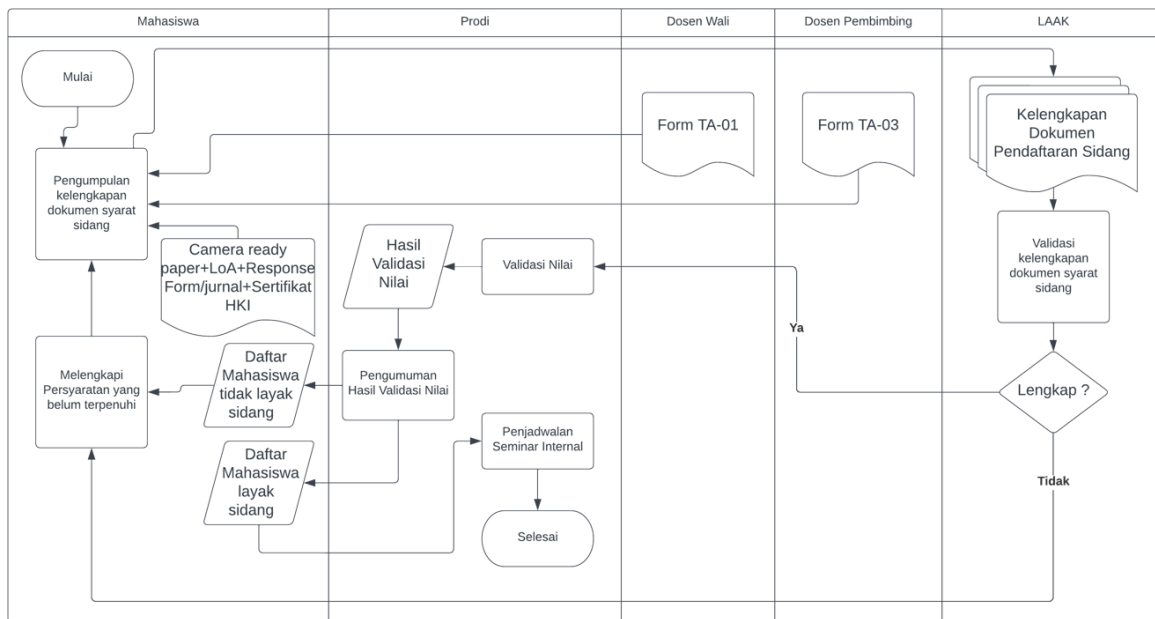 Mahasiswa
Prodi
Dosen Wali
Dosen Pembimbing
LAAK
Mulai
Form TA-01
Form TA-03
Kelengkapan
Dokumen
Pendaftaran Sidang
Pengumpulan
kelengkapan
dokumen syarat
sidang
Camera ready
paper+LoA+Response
Form/jurnal+Sertifikat
HKI
Hasil
Validasi
Nilai
Validasi Nilai
Validasi
kelengkapan
dokumen syarat
sidang
Ya
Melengkapi
Persyaratan yang
belum terpenuhi
Daftar
Mahasiswa
tidak layak
sidang
Pengumuman
Hasil Validasi Nilai
Lengkap ?
Penjadwalan
Seminar Internal
Daftar
Mahasiswa
layak
sidang
Tidak
Selesai